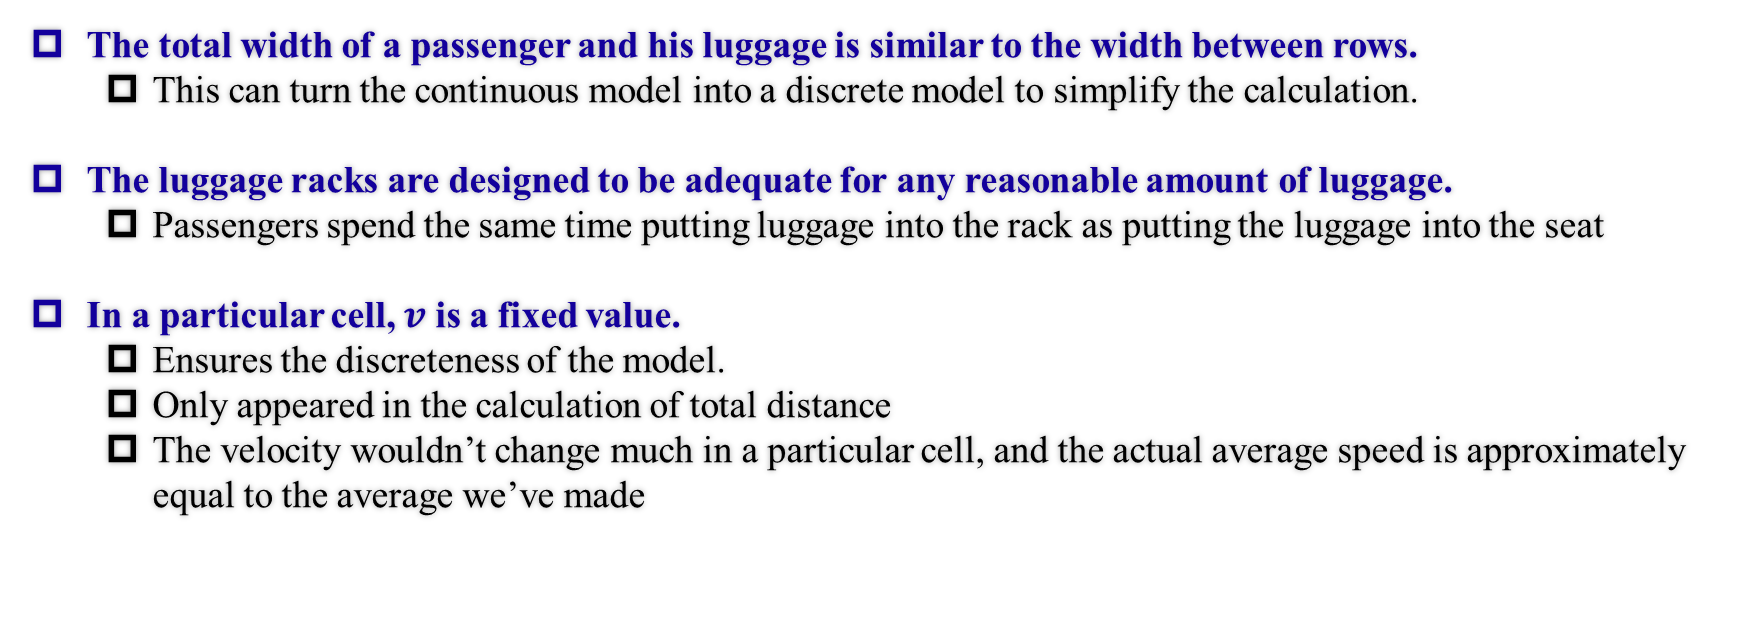 The total width of a passenger and his luggage is similar to the width between rows.
This can turn the continuous model into a discrete model to simplify the calculation.
The luggage racks are designed to be adequate for any reasonable amount of luggage.
Passengers spend the same time putting luggage into the rack as putting the luggage into the seat
In a particular cell, v is a fixed value.
Ensures the discreteness of the model.
Only appeared in the calculation of total distance
The velocity wouldn’t change much in a particular cell, and the actual average speed is approximately
equal to the average we’ve made